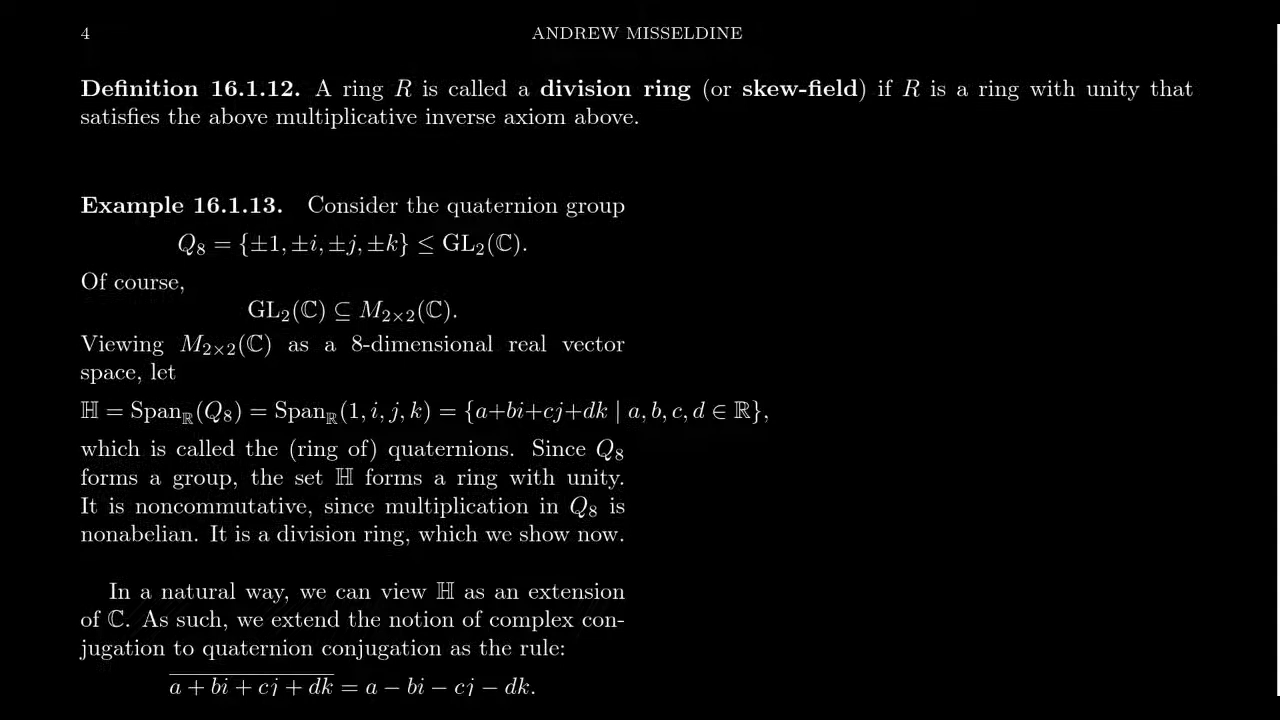 4
ANDREW MISSELDINE
Definition 16.1.12. A ring R is called a division ring (or skew-field) if R is a ring with unity that
satisfies the above multiplicative inverse axiom above.
Example 16.1.13. Consider the quaternion group
Q₈ = {±1, ±i, ±j, ±k} ≤ GL₂(ℂ).
Of course,
GL₂(ℂ) ⊆ M₂ₓ₂(ℂ).
Viewing M₂ₓ₂(ℂ) as a 8-dimensional real vector
space, let
ℍ = Span_ℝ(Q₈) = Span_ℝ(1, i, j, k) = {a+bi+cj+dk | a, b, c, d ∈ ℝ},
which is called the (ring of) quaternions. Since Q₈
forms a group, the set ℍ forms a ring with unity.
It is noncommutative, since multiplication in Q₈ is
nonabelian. It is a division ring, which we show now.
In a natural way, we can view ℍ as an extension
of ℂ. As such, we extend the notion of complex con-
jugation to quaternion conjugation as the rule:
\overline{a + bi + cj + dk} = a − bi − cj − dk.